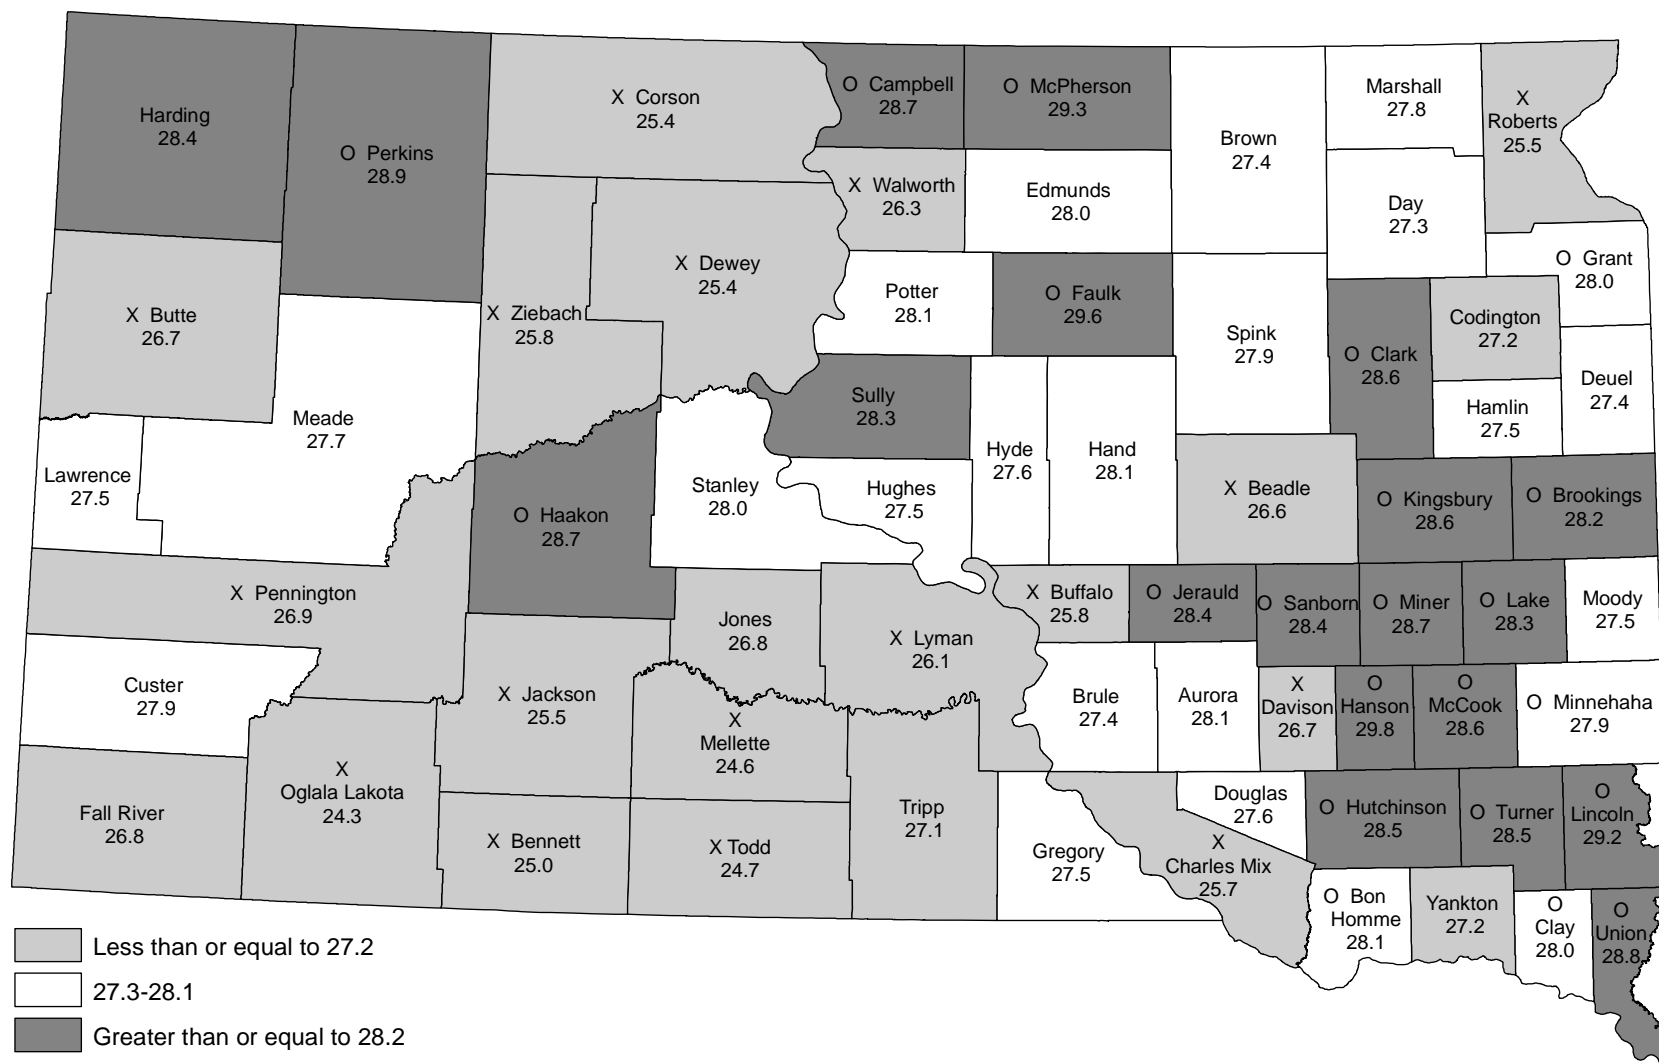 Harding
28.4
O Perkins
28.9
X Corson
25.4
O Campbell
28.7
O McPherson
29.3
Brown
27.4
Marshall
27.8
X
Roberts
25.5
X Walworth
26.3
Edmunds
28.0
Day
27.3
O Grant
28.0
X Butte
26.7
X Ziebach
25.8
X Dewey
25.4
Potter
28.1
O Faulk
29.6
Spink
27.9
O Clark
28.6
Codington
27.2
Deuel
27.4
Hamlin
27.5
Meade
27.7
Lawrence
27.5
Sully
28.3
Hyde
27.6
Hand
28.1
O Haakon
28.7
Stanley
28.0
Hughes
27.5
X Beadle
26.6
O Kingsbury
28.6
O Brookings
28.2
X Pennington
26.9
Jones
26.8
X Lyman
26.1
X Buffalo
25.8
O Jerauld
28.4
O Sanborn
28.4
O Miner
28.7
O Lake
28.3
Moody
27.5
Custer
27.9
X Jackson
25.5
X
Mellette
24.6
Brule
27.4
Aurora
28.1
X
Davison
26.7
O
Hanson
29.8
O
McCook
28.6
O Minnehaha
27.9
Fall River
26.8
X
Oglala Lakota
24.3
X Bennett
25.0
X Todd
24.7
Tripp
27.1
Gregory
27.5
Douglas
27.6
X
Charles Mix
25.7
O Hutchinson
28.5
O Turner
28.5
O
Lincoln
29.2
O Bon
Homme
28.1
Yankton
27.2
O
Clay
28.0
O
Union
28.8
Less than or equal to 27.2
27.3-28.1
Greater than or equal to 28.2